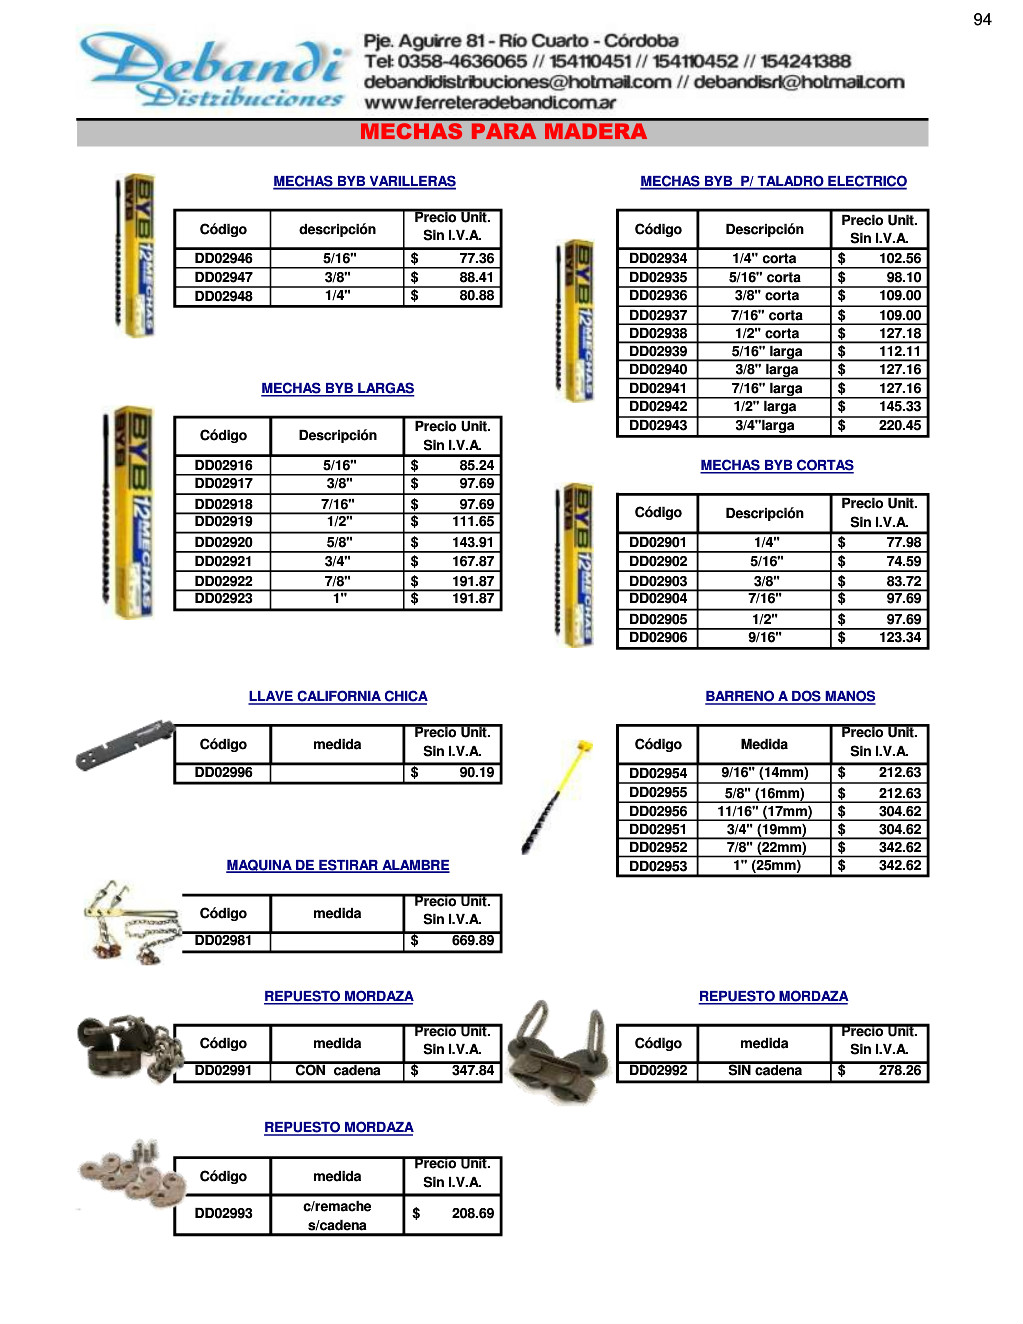 94
Debandi
Distribuciones
Pje. Aguirre 81 - Río Cuarto - Córdoba
Tel: 0358-4636065 // 154110451 // 154110452 // 154241388
debandidistribuciones@hotmail.com // debandisrl@hotmail.com
www.ferreteradebandi.com.ar
MECHAS PARA MADERA
MECHAS BYB VARILLERAS
Código descripción Precio Unit. Sin I.V.A.
DD02946 5/16" $ 77.36
DD02947 3/8" $ 88.41
DD02948 1/4" $ 80.88
BYB
BYB
12 MECHAS
MECHAS BYB LARGAS
Código Descripción Precio Unit. Sin I.V.A.
DD02916 5/16" $ 85.24
DD02917 3/8" $ 97.69
DD02918 7/16" $ 97.69
DD02919 1/2" $ 111.65
DD02920 5/8" $ 143.91
DD02921 3/4" $ 167.87
DD02922 7/8" $ 191.87
DD02923 1" $ 191.87
BYB
BYB
12 MECHAS
MECHAS BYB P/ TALADRO ELECTRICO
Código Descripción Precio Unit. Sin I.V.A.
DD02934 1/4" corta $ 102.56
DD02935 5/16" corta $ 98.10
DD02936 3/8" corta $ 109.00
DD02937 7/16" corta $ 109.00
DD02938 1/2" corta $ 127.18
DD02939 5/16" larga $ 112.11
DD02940 3/8" larga $ 127.16
DD02941 7/16" larga $ 127.16
DD02942 1/2" larga $ 145.33
DD02943 3/4"larga $ 220.45
BYB
BYB
12 MECHAS
MECHAS BYB CORTAS
Código Descripción Precio Unit. Sin I.V.A.
DD02901 1/4" $ 77.98
DD02902 5/16" $ 74.59
DD02903 3/8" $ 83.72
DD02904 7/16" $ 97.69
DD02905 1/2" $ 97.69
DD02906 9/16" $ 123.34
BYB
BYB
12 MECHAS
LLAVE CALIFORNIA CHICA
Código medida Precio Unit. Sin I.V.A.
DD02996 $ 90.19
BARRENO A DOS MANOS
Código Medida Precio Unit. Sin I.V.A.
DD02954 9/16" (14mm) $ 212.63
DD02955 5/8" (16mm) $ 212.63
DD02956 11/16" (17mm) $ 304.62
DD02951 3/4" (19mm) $ 304.62
DD02952 7/8" (22mm) $ 342.62
DD02953 1" (25mm) $ 342.62
MAQUINA DE ESTIRAR ALAMBRE
Código medida Precio Unit. Sin I.V.A.
DD02981 $ 669.89
REPUESTO MORDAZA
Código medida Precio Unit. Sin I.V.A.
DD02991 CON cadena $ 347.84
REPUESTO MORDAZA
Código medida Precio Unit. Sin I.V.A.
DD02992 SIN cadena $ 278.26
REPUESTO MORDAZA
Código medida Precio Unit. Sin I.V.A.
DD02993 c/remache s/cadena $ 208.69